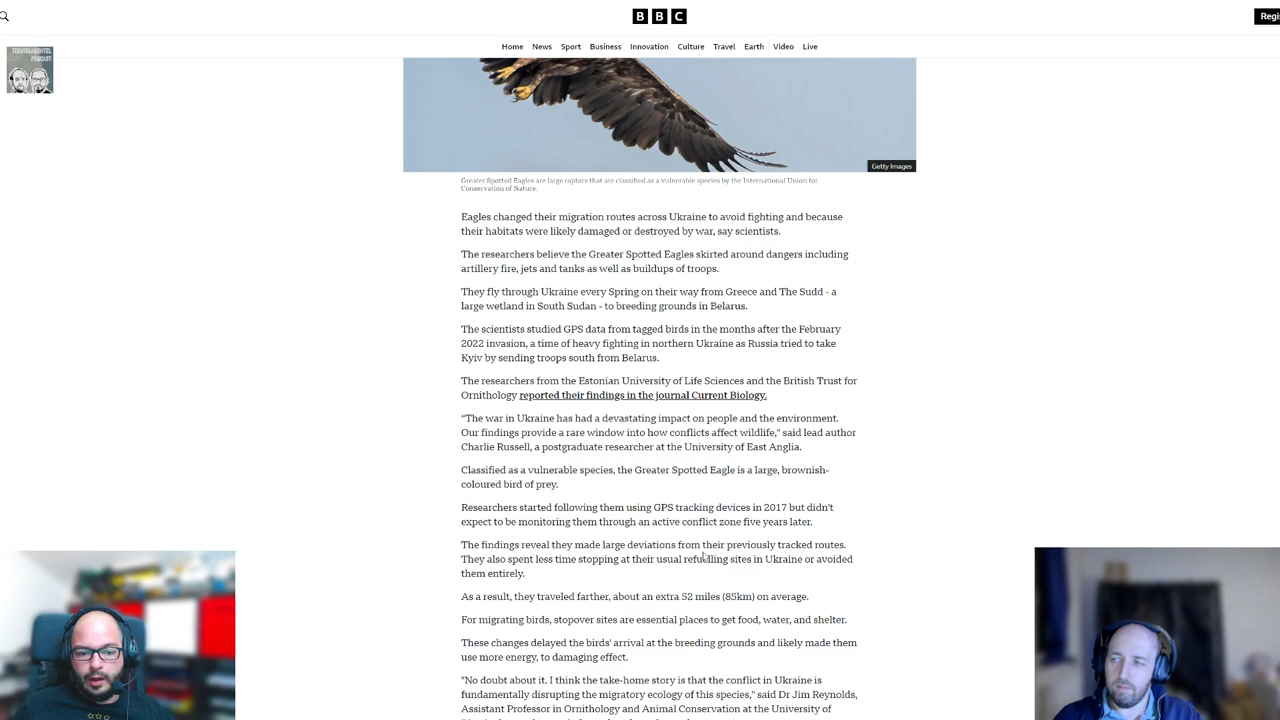 BBC
Regi
Home News Sport Business Innovation Culture Travel Earth Video Live
TECHTELMECHTEL
PODCAST
Getty Images
Greater Spotted Eagles are large raptors that are classified as a vulnerable species by the International Union for
Conservation of Nature.
Eagles changed their migration routes across Ukraine to avoid fighting and because
their habitats were likely damaged or destroyed by war, say scientists.
The researchers believe the Greater Spotted Eagles skirted around dangers including
artillery fire, jets and tanks as well as buildups of troops.
They fly through Ukraine every Spring on their way from Greece and The Sudd - a
large wetland in South Sudan - to breeding grounds in Belarus.
The scientists studied GPS data from tagged birds in the months after the February
2022 invasion, a time of heavy fighting in northern Ukraine as Russia tried to take
Kyiv by sending troops south from Belarus.
The researchers from the Estonian University of Life Sciences and the British Trust for
Ornithology reported their findings in the journal Current Biology.
"The war in Ukraine has had a devastating impact on people and the environment.
Our findings provide a rare window into how conflicts affect wildlife," said lead author
Charlie Russell, a postgraduate researcher at the University of East Anglia.
Classified as a vulnerable species, the Greater Spotted Eagle is a large, brownish-
coloured bird of prey.
Researchers started following them using GPS tracking devices in 2017 but didn't
expect to be monitoring them through an active conflict zone five years later.
The findings reveal they made large deviations from their previously tracked routes.
They also spent less time stopping at their usual refuelling sites in Ukraine or avoided
them entirely.
As a result, they traveled farther, about an extra 52 miles (85km) on average.
For migrating birds, stopover sites are essential places to get food, water, and shelter.
These changes delayed the birds' arrival at the breeding grounds and likely made them
use more energy, to damaging effect.
"No doubt about it. I think the take-home story is that the conflict in Ukraine is
fundamentally disrupting the migratory ecology of this species," said Dr Jim Reynolds,
Assistant Professor in Ornithology and Animal Conservation at the University of